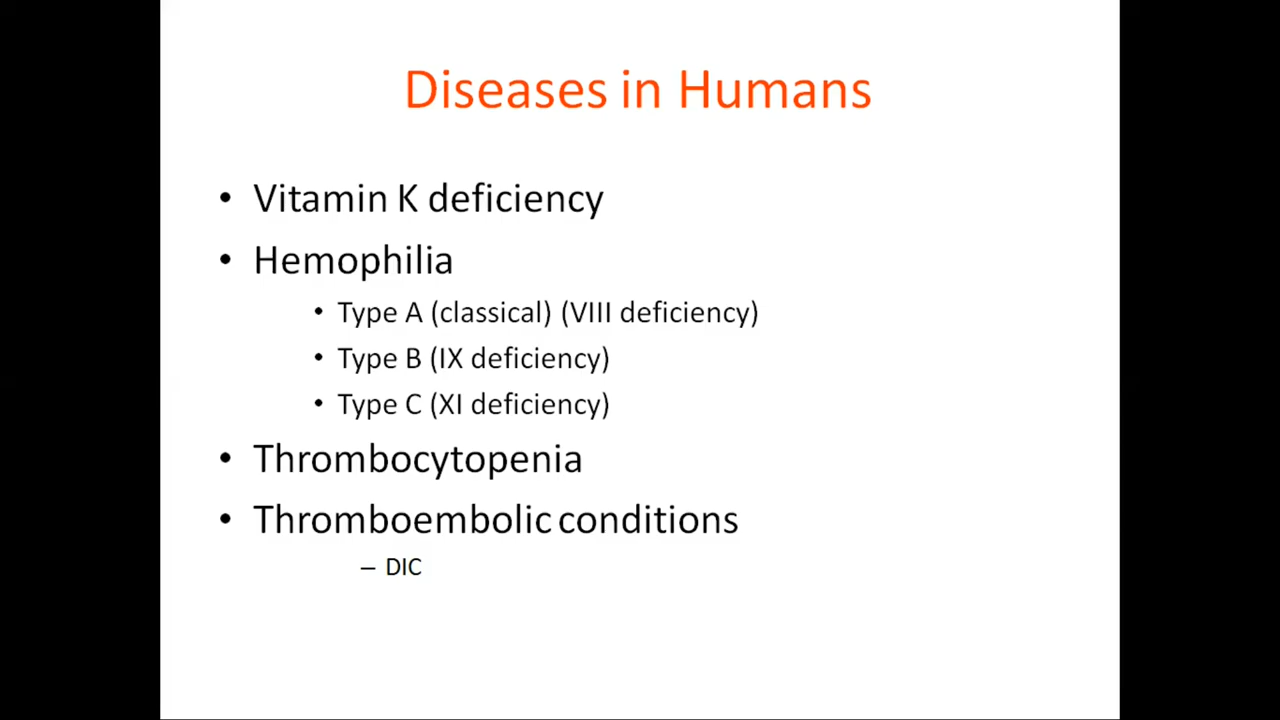 Diseases in Humans
• Vitamin K deficiency
• Hemophilia
• Type A (classical) (VIII deficiency)
• Type B (IX deficiency)
• Type C (XI deficiency)
• Thrombocytopenia
• Thromboembolic conditions
– DIC